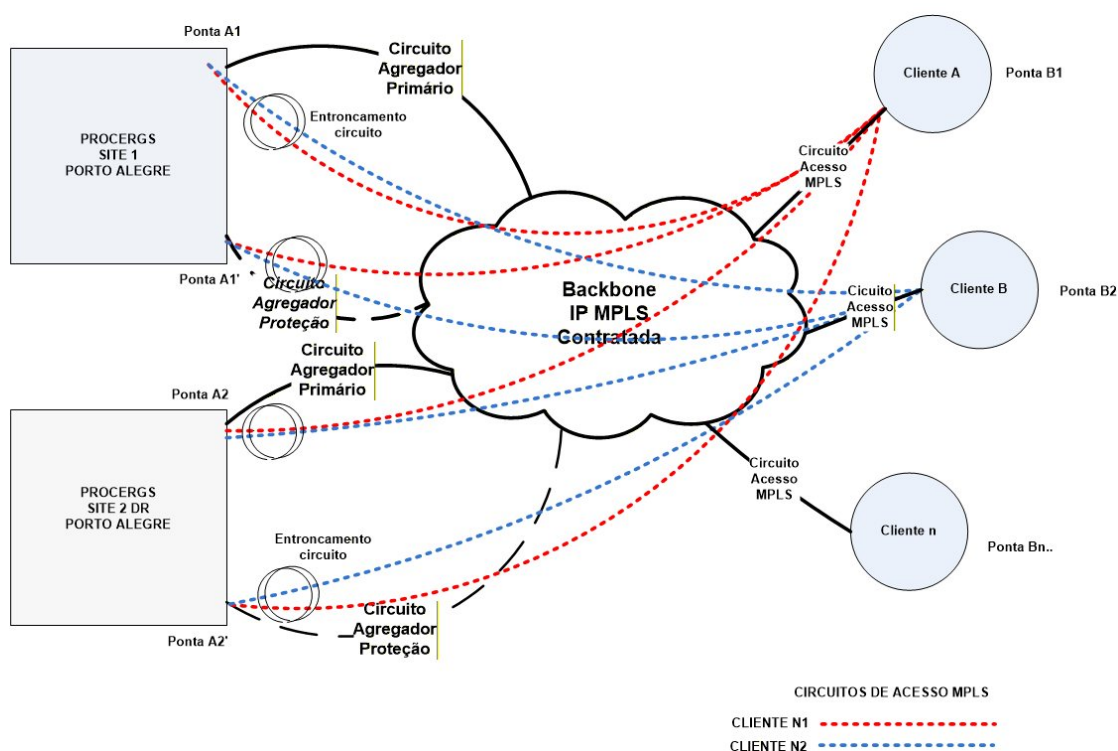 Ponta A1
Circuito
Agregador
Primário
Cliente A
Ponta B1
Entroncamento
circuito
PROCERGS
SITE 1
PORTO ALEGRE
Circuito
Acesso
MPLS
Ponta A1'
Circuito
Agregador
Proteção
Backbone
IP MPLS
Contratada
Cicuito
Acesso
MPLS
Cliente B
Ponta B2
Circuito
Agregador
Primário
Ponta A2
PROCERGS
SITE 2 DR
PORTO ALEGRE
Circuito
Acesso
MPLS
Cliente n
Ponta Bn..
Entroncamento
circuito
Circuito
Agregador
Proteção
Ponta A2'
CIRCUITOS DE ACESSO MPLS
CLIENTE N1
CLIENTE N2